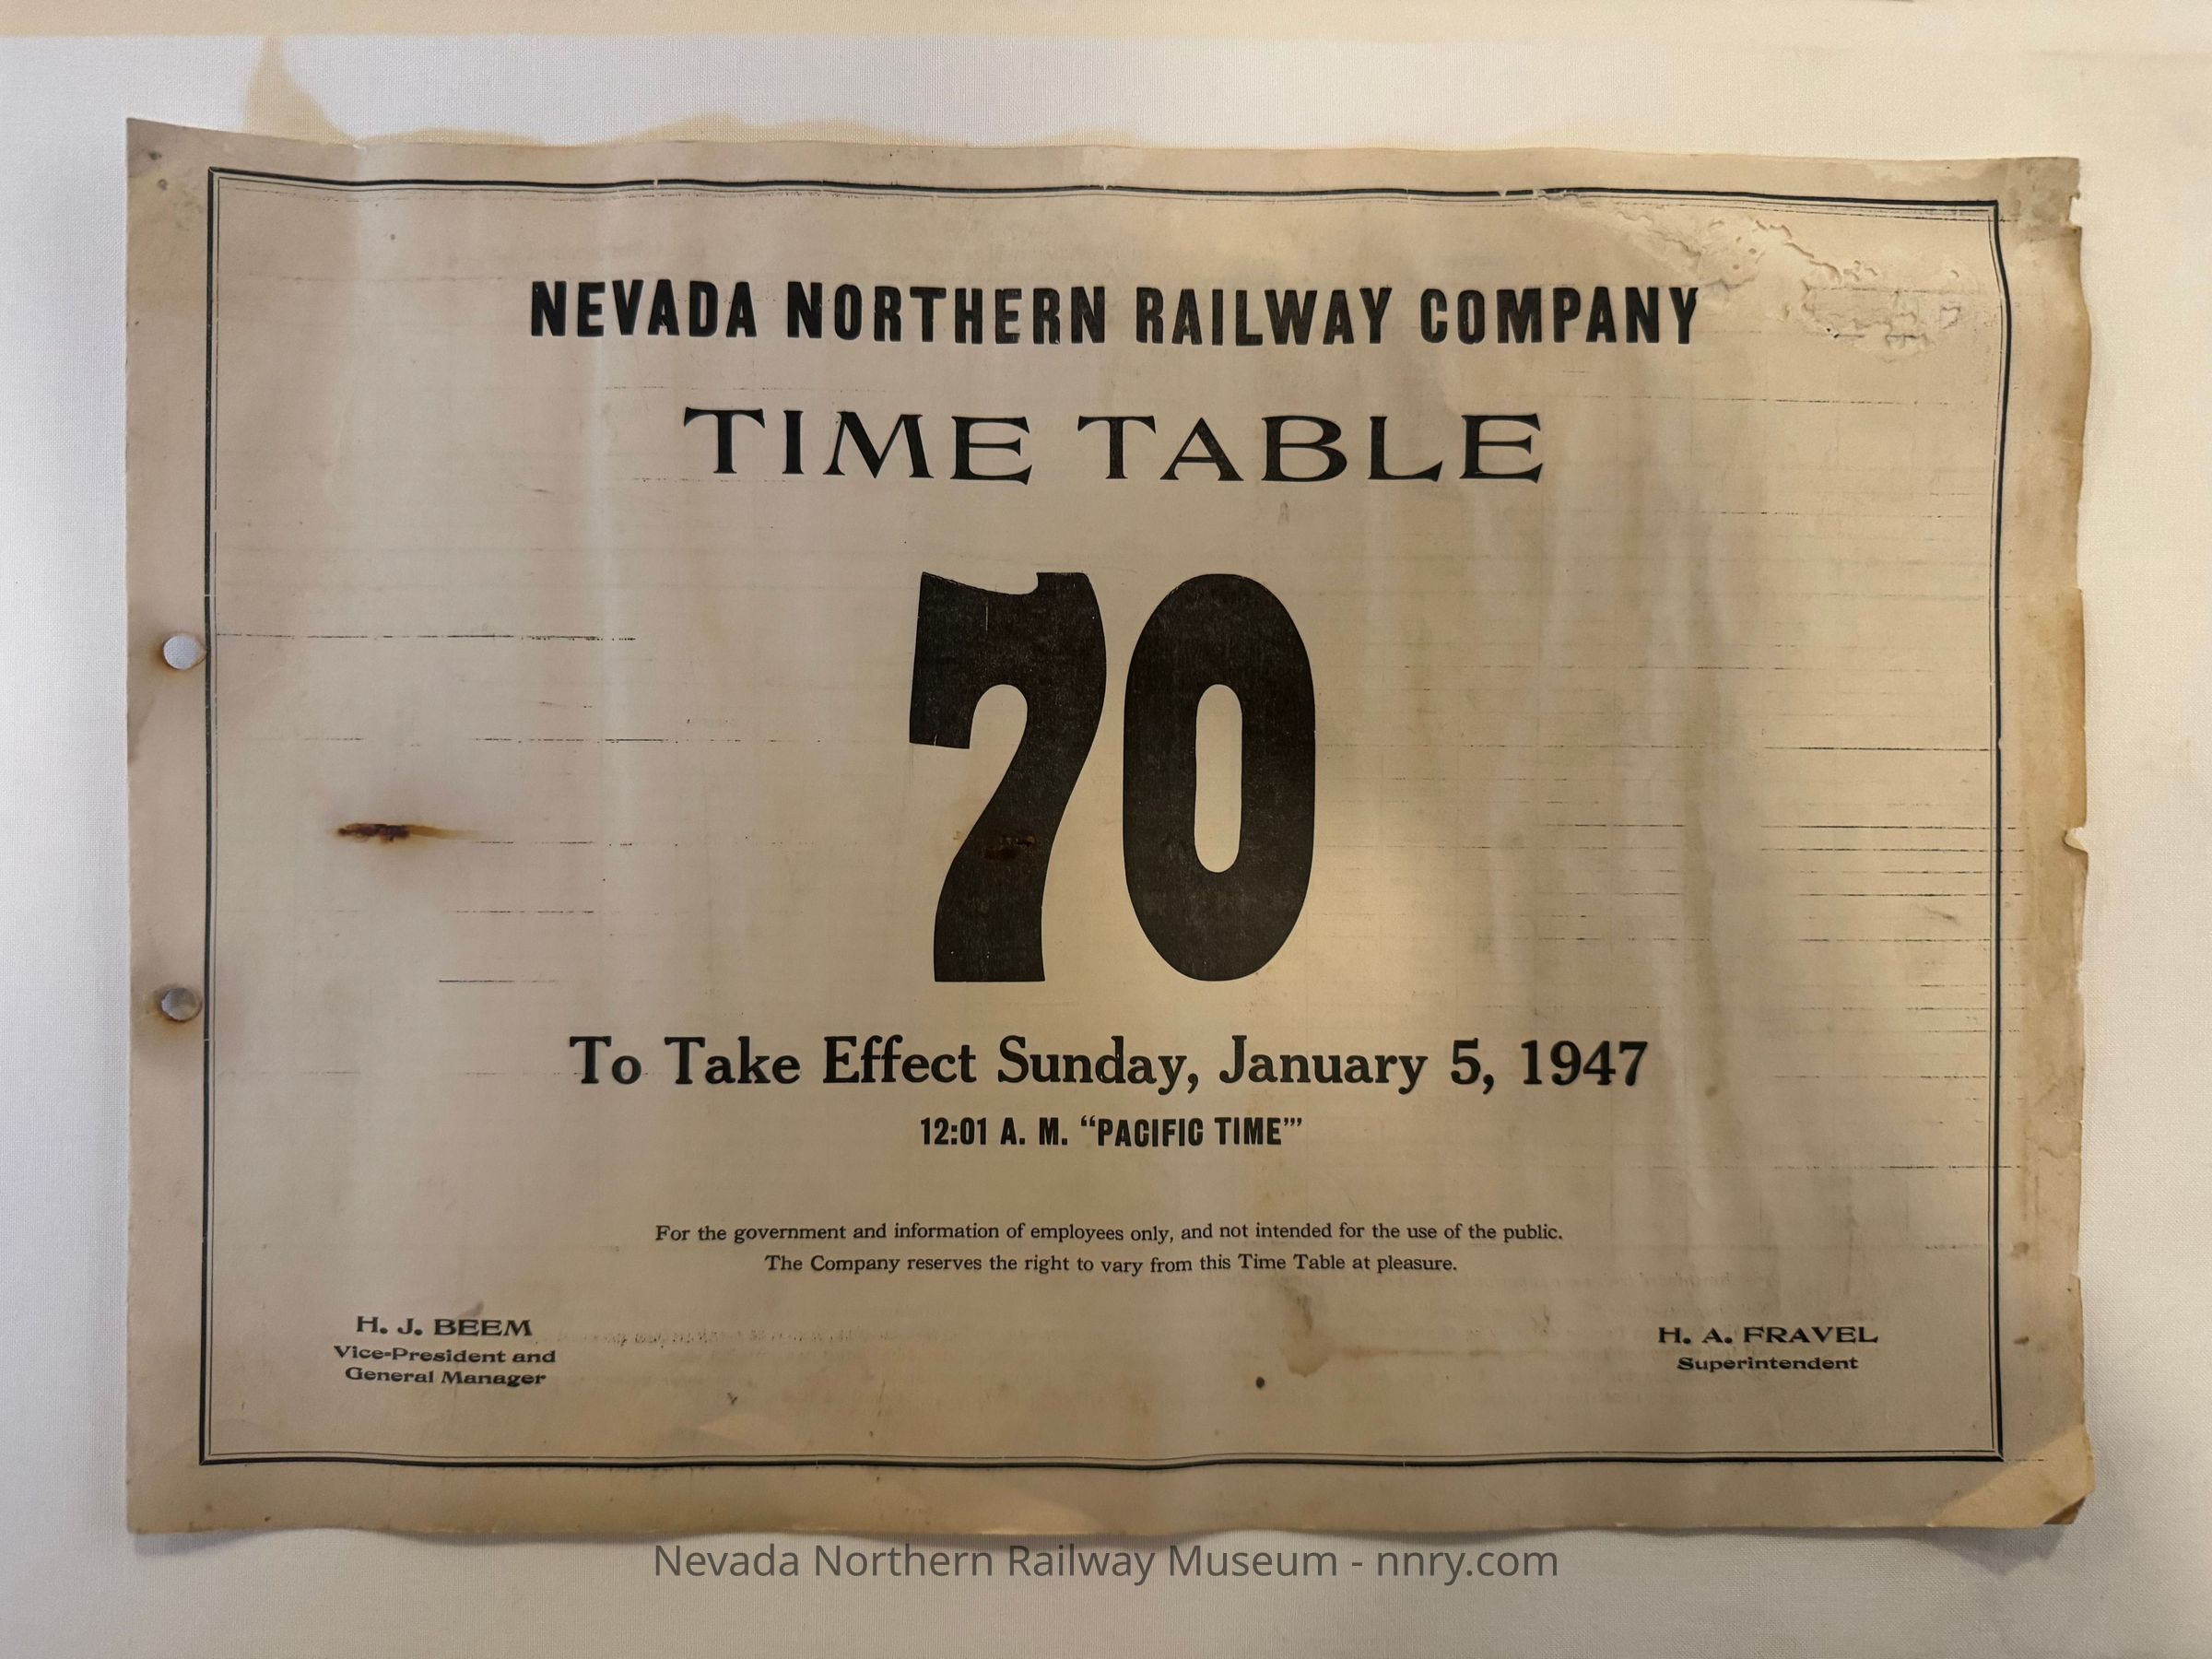 NEVADA NORTHERN RAILWAY COMPANY
TIME TABLE
70
To Take Effect Sunday, January 5, 1947
12:01 A. M. “PACIFIC TIME”’
For the government and information of employees only, and not intended for the use of the public.
The Company reserves the right to vary from this Time Table at pleasure.
H. J. BEEM
Vice-President and
General Manager
H. A. FRAVEL
Superintendent
Nevada Northern Railway Museum - nnry.com